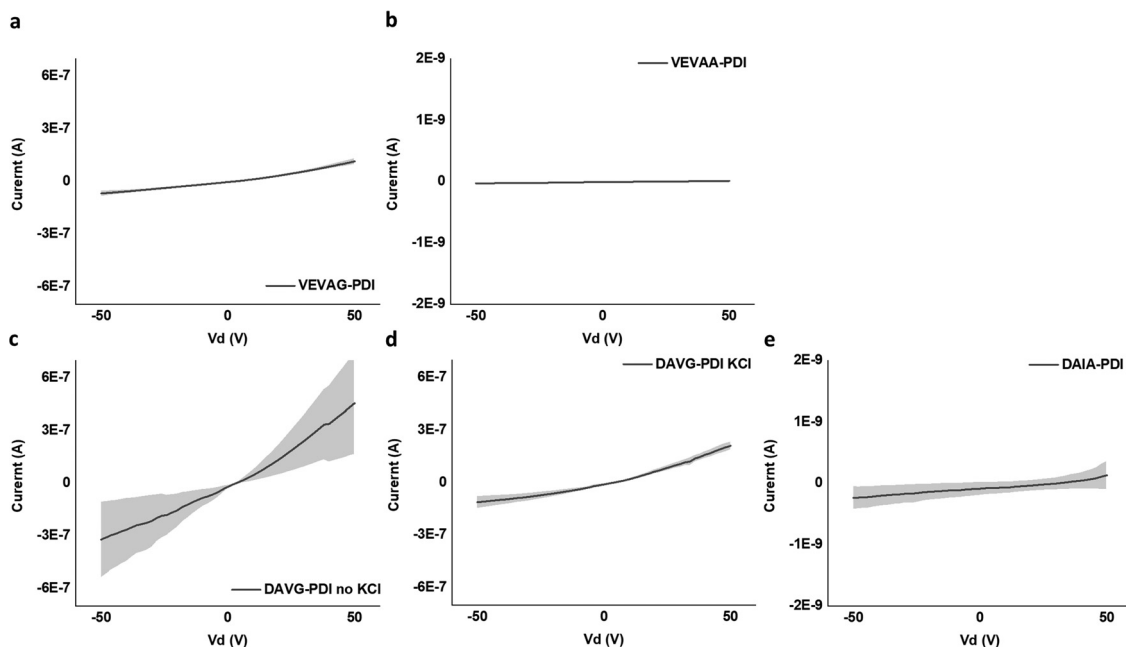 a
6E-7
3E-7
0
-3E-7
-6E-7
Curernt (A)
VEVAG-PDI
-50
0
50
Vd (V)
b
2E-9
1E-9
0
-1E-9
-2E-9
Curernt (A)
VEVAA-PDI
-50
0
50
Vd (V)
c
6E-7
3E-7
0
-3E-7
-6E-7
Curernt (A)
DAVG-PDI no KCl
-50
0
50
Vd (V)
d
6E-7
3E-7
0
-3E-7
-6E-7
Curernt (A)
DAVG-PDI KCl
-50
0
50
Vd (V)
e
2E-9
1E-9
0
-1E-9
-2E-9
Curernt (A)
DAIA-PDI
-50
0
50
Vd (V)